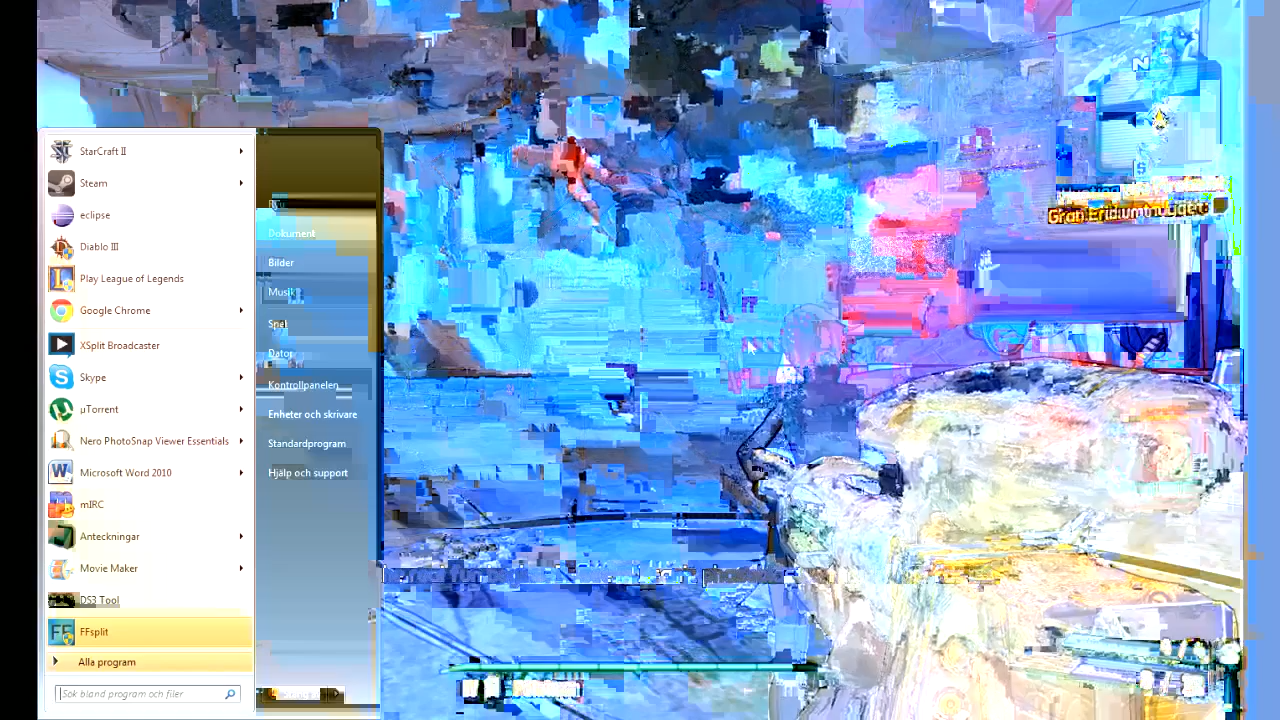 StarCraft II
Steam
eclipse
Diablo III
Play League of Legends
Google Chrome
XSplit Broadcaster
Skype
µTorrent
Nero PhotoSnap Viewer Essentials
Microsoft Word 2010
mIRC
Anteckningar
Movie Maker
DS3 Tool
FFsplit
Alla program
Sök bland program och filer
Dokument
Bilder
Musik
Spel
Dator
Kontrollpanelen
Enheter och skrivare
Standardprogram
Hjälp och support
N
S